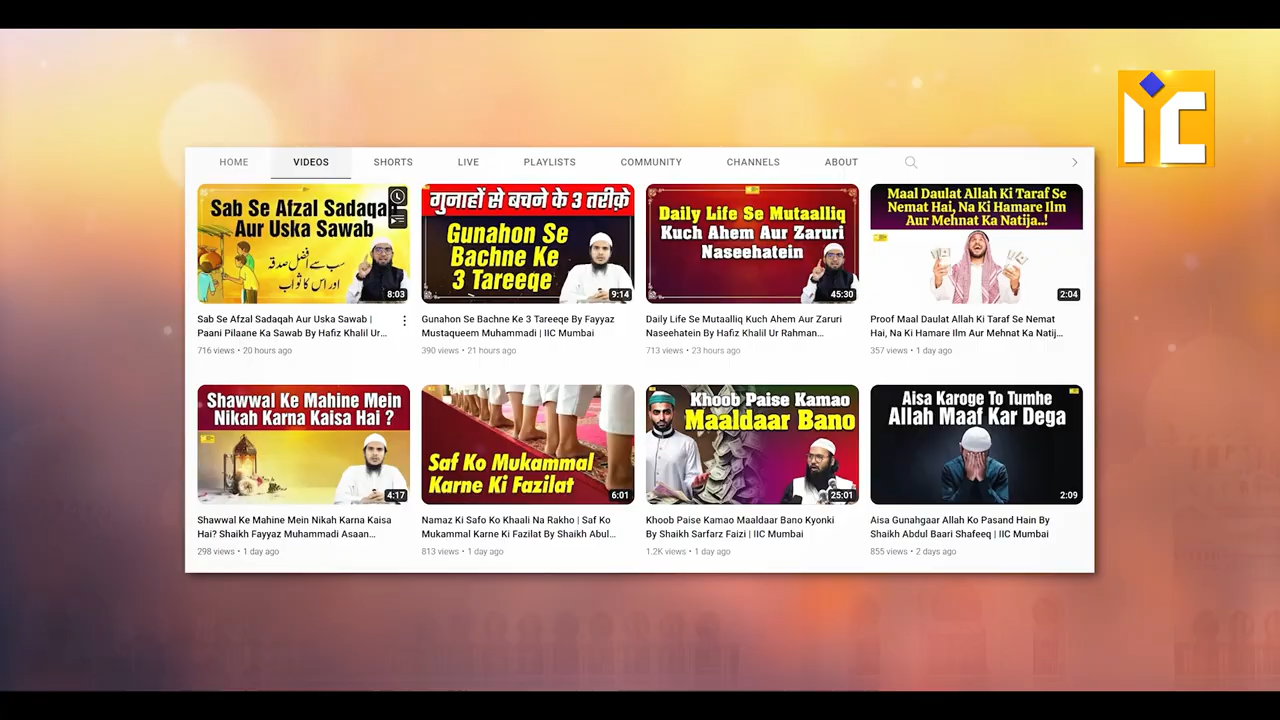 IIC
HOME VIDEOS SHORTS LIVE PLAYLISTS COMMUNITY CHANNELS ABOUT
Sab Se Afzal Sadaqah
Aur Uska Sawab
سب سے افضل صدقہ
اور اس کا ثواب
8:03
Sab Se Afzal Sadaqah Aur Uska Sawab |
Paani Pilaane Ka Sawab By Hafiz Khalil Ur...
716 views • 20 hours ago
गुनाहों से बचने के 3 तरीक़े
Gunahon Se
Bachne Ke
3 Tareeqe
9:14
Gunahon Se Bachne Ke 3 Tareeqe By Fayyaz
Mustaqueem Muhammadi | IIC Mumbai
390 views • 21 hours ago
Daily Life Se Mutaalliq
Kuch Ahem Aur Zaruri
Naseehatein
45:30
Daily Life Se Mutaalliq Kuch Ahem Aur Zaruri
Naseehatein By Hafiz Khalil Ur Rahman...
713 views • 23 hours ago
Maal Daulat Allah Ki Taraf Se
Nemat Hai, Na Ki Hamare Ilm
Aur Mehnat Ka Natija..!
2:04
Proof Maal Daulat Allah Ki Taraf Se Nemat
Hai, Na Ki Hamare Ilm Aur Mehnat Ka Natij...
357 views • 1 day ago
Shawwal Ke Mahine Mein
Nikah Karna Kaisa Hai ?
4:17
Shawwal Ke Mahine Mein Nikah Karna Kaisa
Hai? Shaikh Fayyaz Muhammadi Asaan...
298 views • 1 day ago
Saf Ko Mukammal
Karne Ki Fazilat
6:01
Namaz Ki Safo Ko Khaali Na Rakho | Saf Ko
Mukammal Karne Ki Fazilat By Shaikh Abul...
813 views • 1 day ago
Khoob Paise Kamao
Maaldaar Bano
25:01
Khoob Paise Kamao Maaldaar Bano Kyonki
By Shaikh Sarfarz Faizi | IIC Mumbai
1.2K views • 1 day ago
Aisa Karoge To Tumhe
Allah Maaf Kar Dega
2:09
Aisa Gunahgaar Allah Ko Pasand Hain By
Shaikh Abdul Baari Shafeeq | IIC Mumbai
855 views • 2 days ago